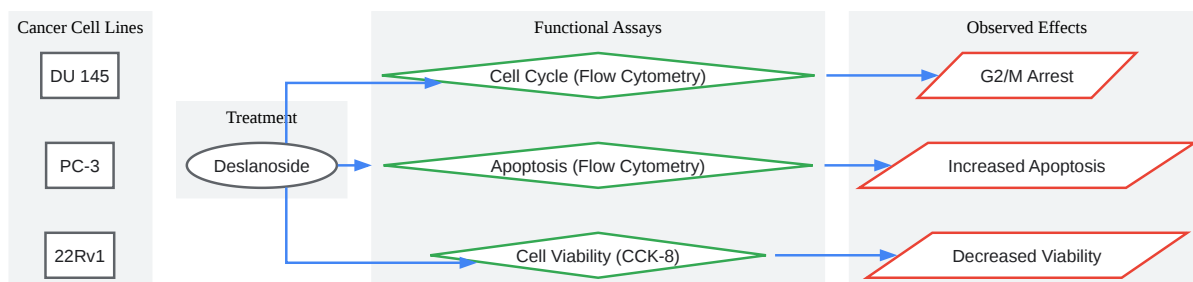 Cancer Cell Lines
DU 145
PC-3
22Rv1
Treatment
Deslanoside
Functional Assays
Cell Cycle (Flow Cytometry)
Apoptosis (Flow Cytometry)
Cell Viability (CCK-8)
Observed Effects
G2/M Arrest
Increased Apoptosis
Decreased Viability